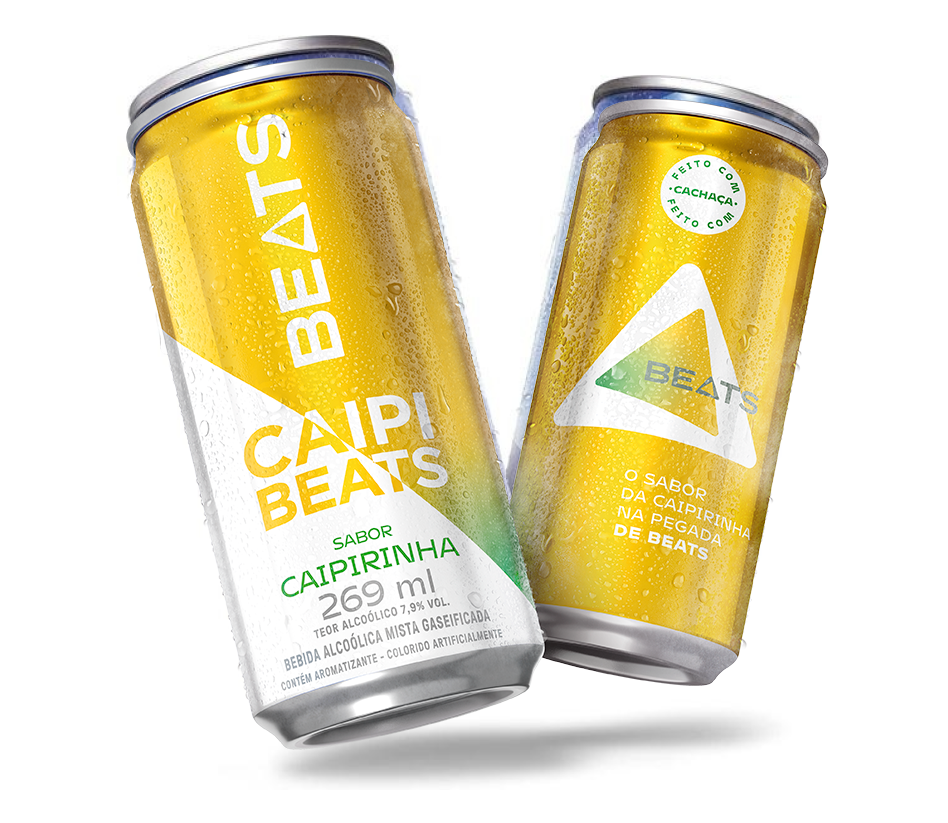 BEATS
CAIPI
BEATS
SABOR
CAIPIRINHA
269 ml
TEOR ALCOÓLICO 7,9% VOL.
BEBIDA ALCOÓLICA MISTA GASEIFICADA
CONTÉM AROMATIZANTE - COLORIDO ARTIFICIALMENTE
FEITO COM
• CACHAÇA •
FEITO COM
BEATS
O SABOR
DA CAIPIRINHA
NA PEGADA
DE BEATS